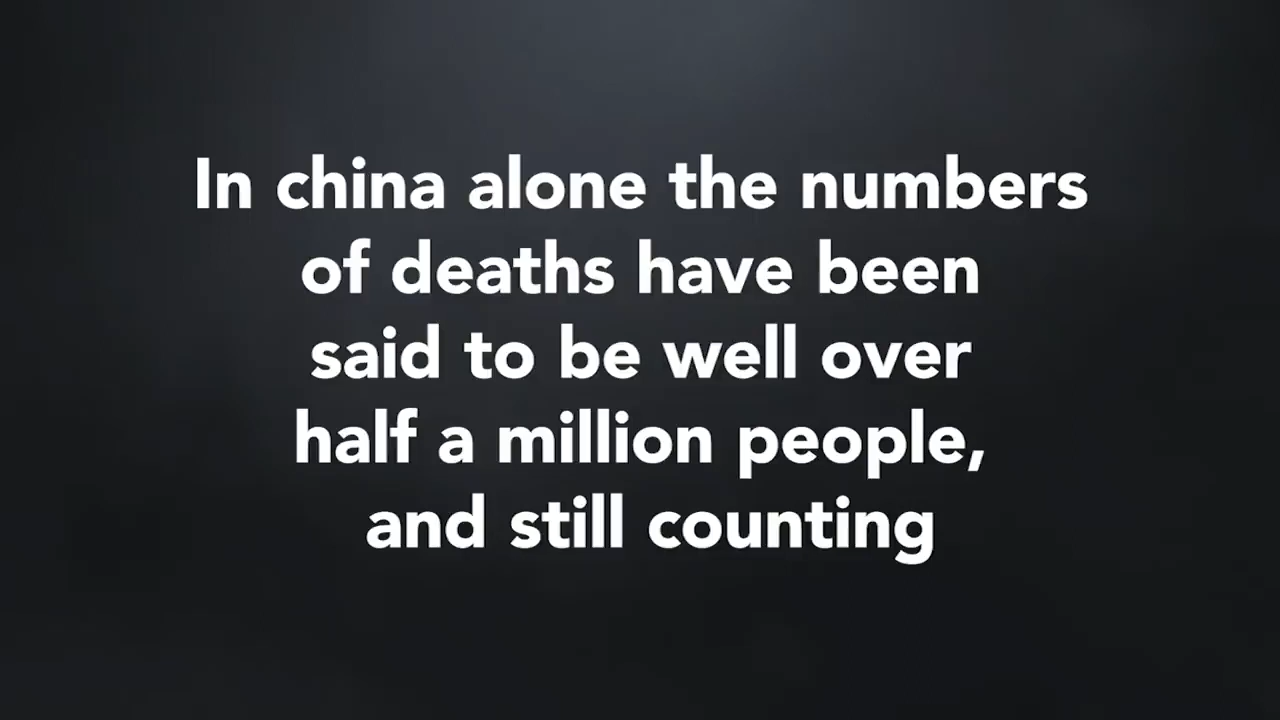 In china alone the numbers
of deaths have been
said to be well over
half a million people,
and still counting